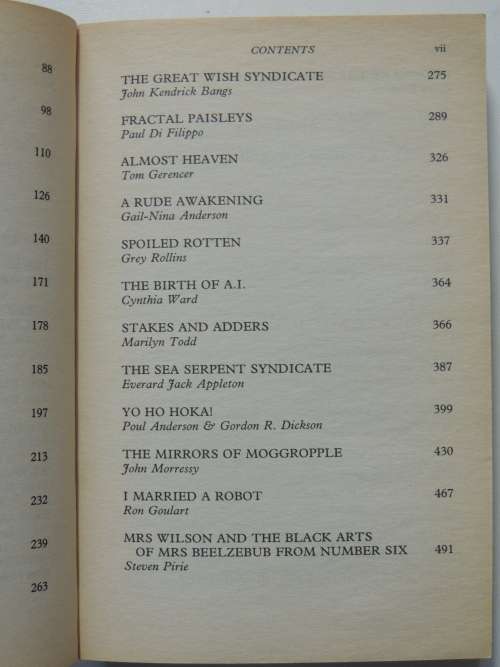 88
98
110
126
140
171
178
185
197
213
232
239
263
CONTENTS vii
THE GREAT WISH SYNDICATE 275
John Kendrick Bangs
FRACTAL PAISLEYS 289
Paul Di Filippo
ALMOST HEAVEN 326
Tom Gerencer
A RUDE AWAKENING 331
Gail-Nina Anderson
SPOILED ROTTEN 337
Grey Rollins
THE BIRTH OF A.I. 364
Cynthia Ward
STAKES AND ADDERS 366
Marilyn Todd
THE SEA SERPENT SYNDICATE 387
Everard Jack Appleton
YO HO HOKA! 399
Poul Anderson & Gordon R. Dickson
THE MIRRORS OF MOGGROPPLE 430
John Morressy
I MARRIED A ROBOT 467
Ron Goulart
MRS WILSON AND THE BLACK ARTS
OF MRS BEELZEBUB FROM NUMBER SIX 491
Steven Pirie